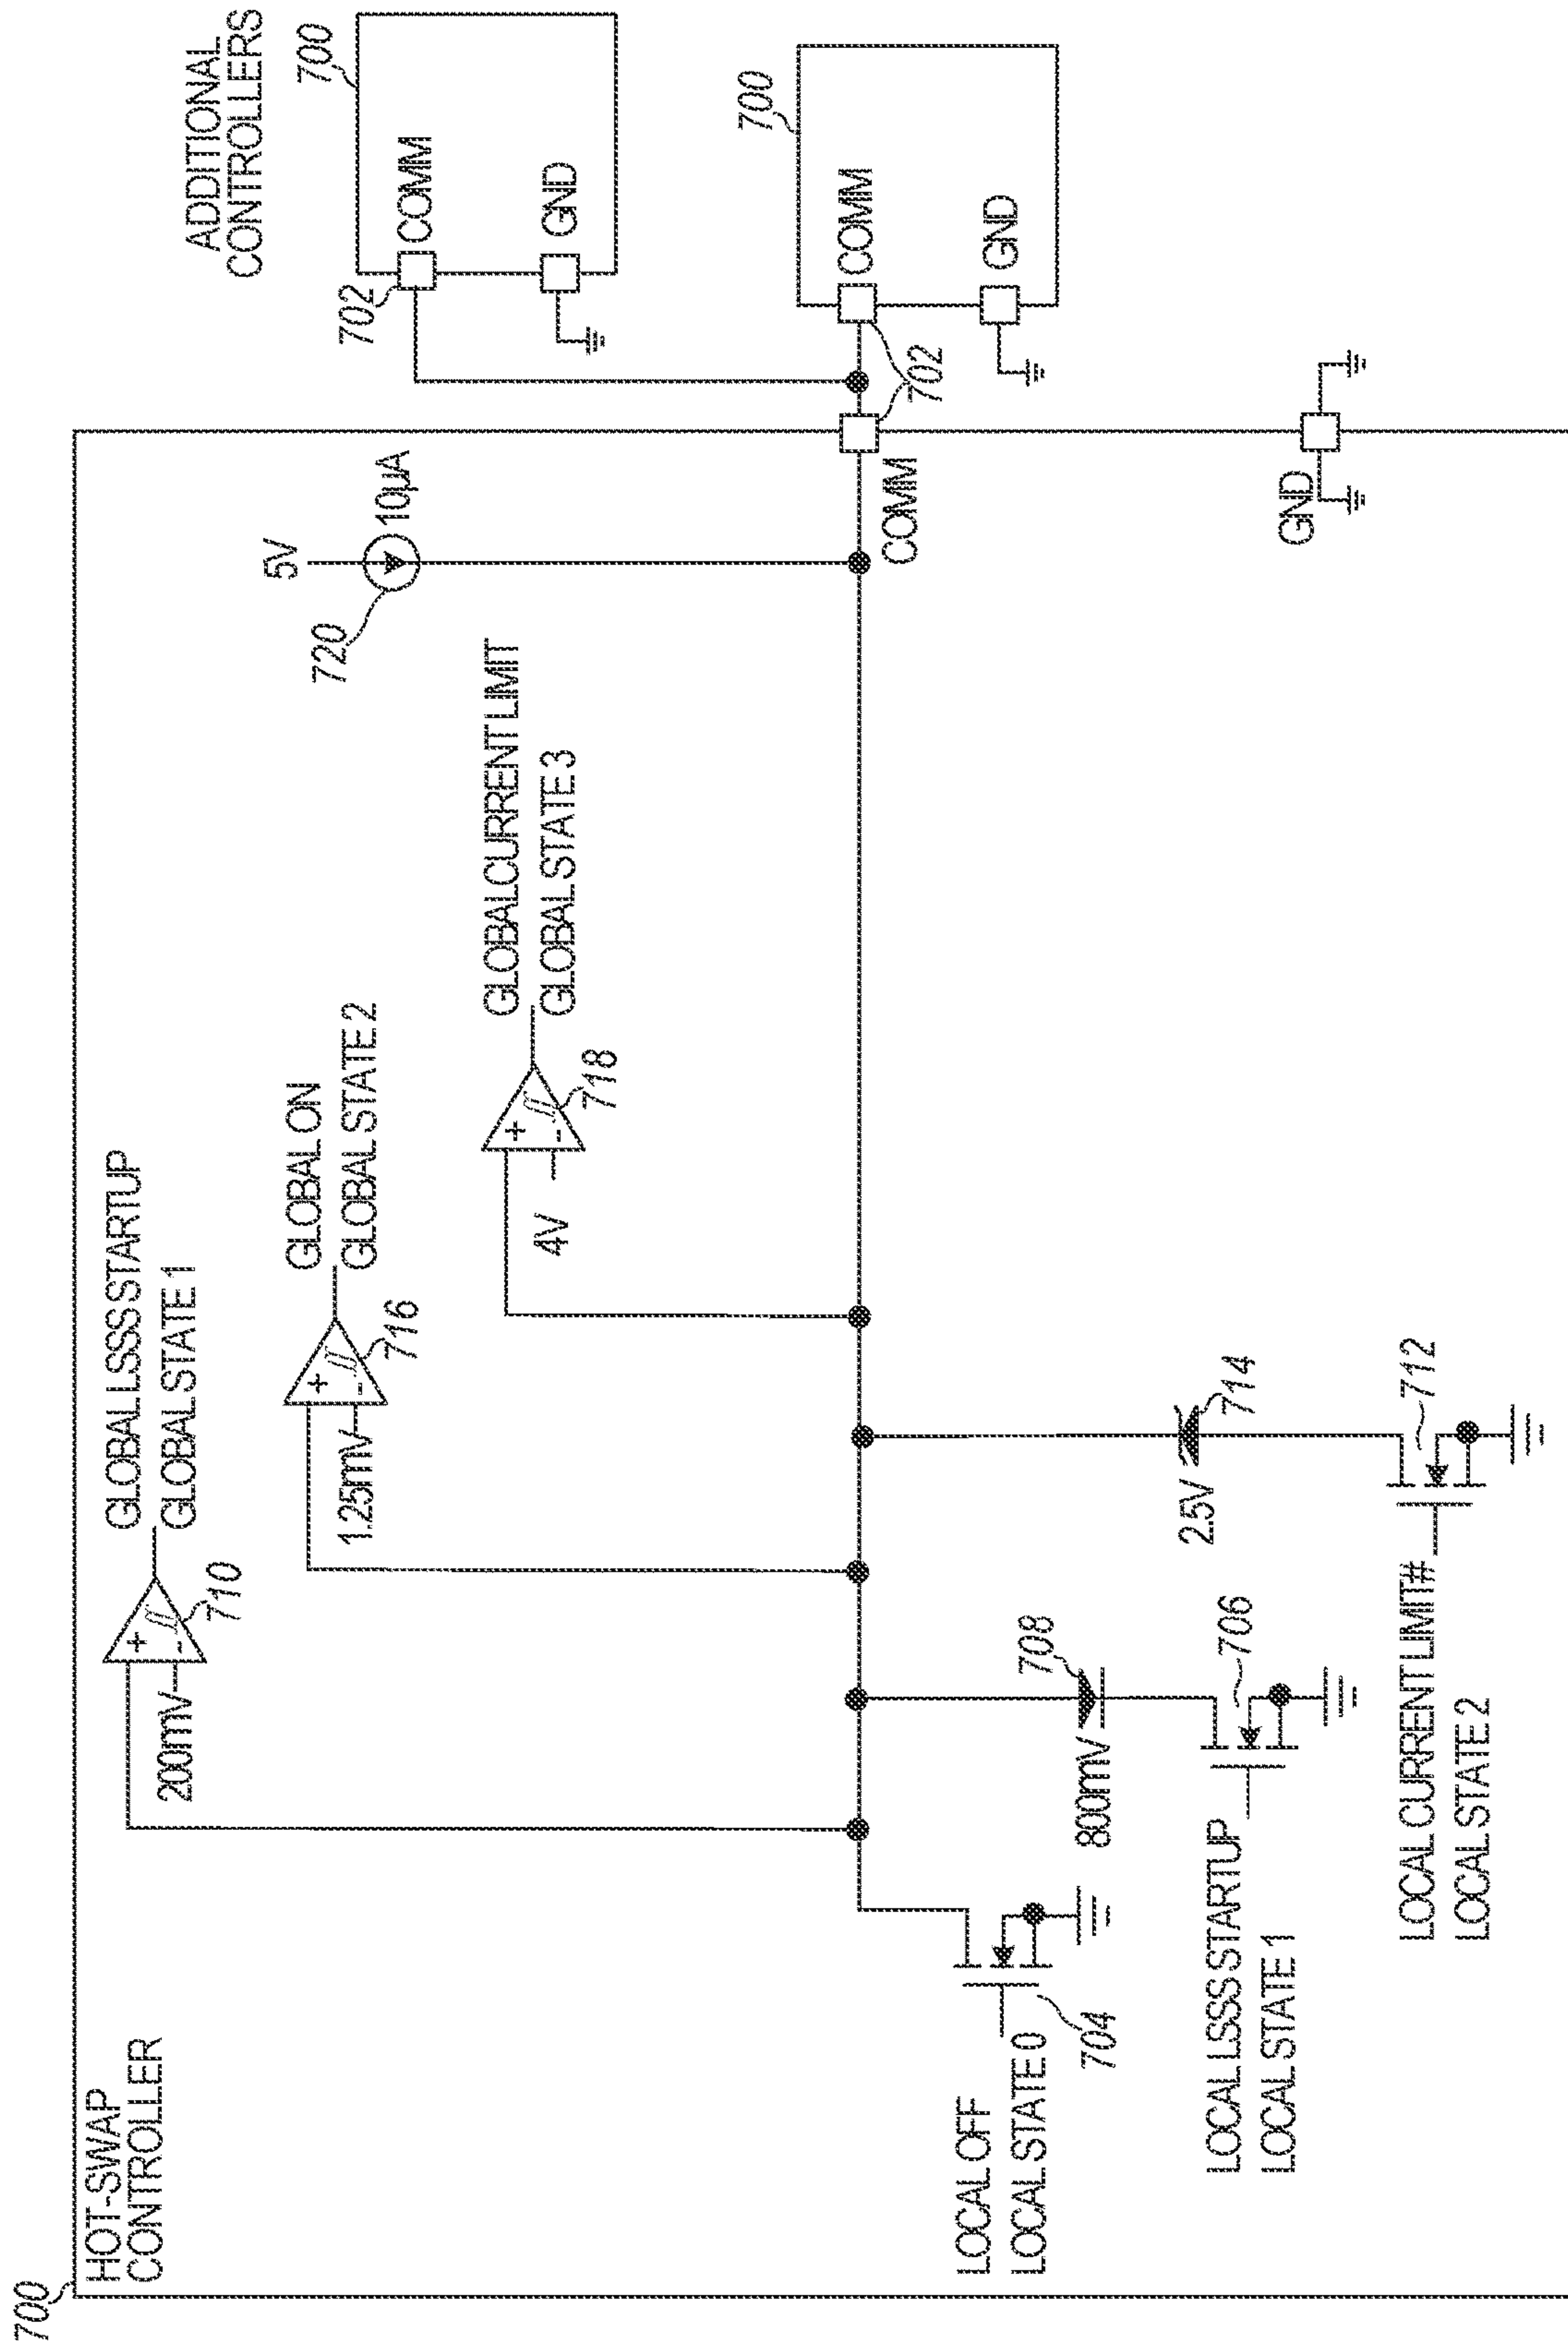 700
HOT-SWAP
CONTROLLER
GLOBAL LSSS STARTUP
GLOBAL STATE 1
+
-
200mV
710
GLOBAL ON
GLOBAL STATE 2
+
-
1.25mV
716
GLOBAL CURRENT LIMIT
GLOBAL STATE 3
+
-
4V
718
5V
10µA
720
COMM
702
GND
ADDITIONAL
CONTROLLERS
700
COMM
702
GND
700
COMM
GND
LOCAL OFF
LOCAL STATE 0
704
800mV
708
LOCAL LSSS STARTUP
LOCAL STATE 1
706
2.5V
714
LOCAL CURRENT LIMIT#
LOCAL STATE 2
712